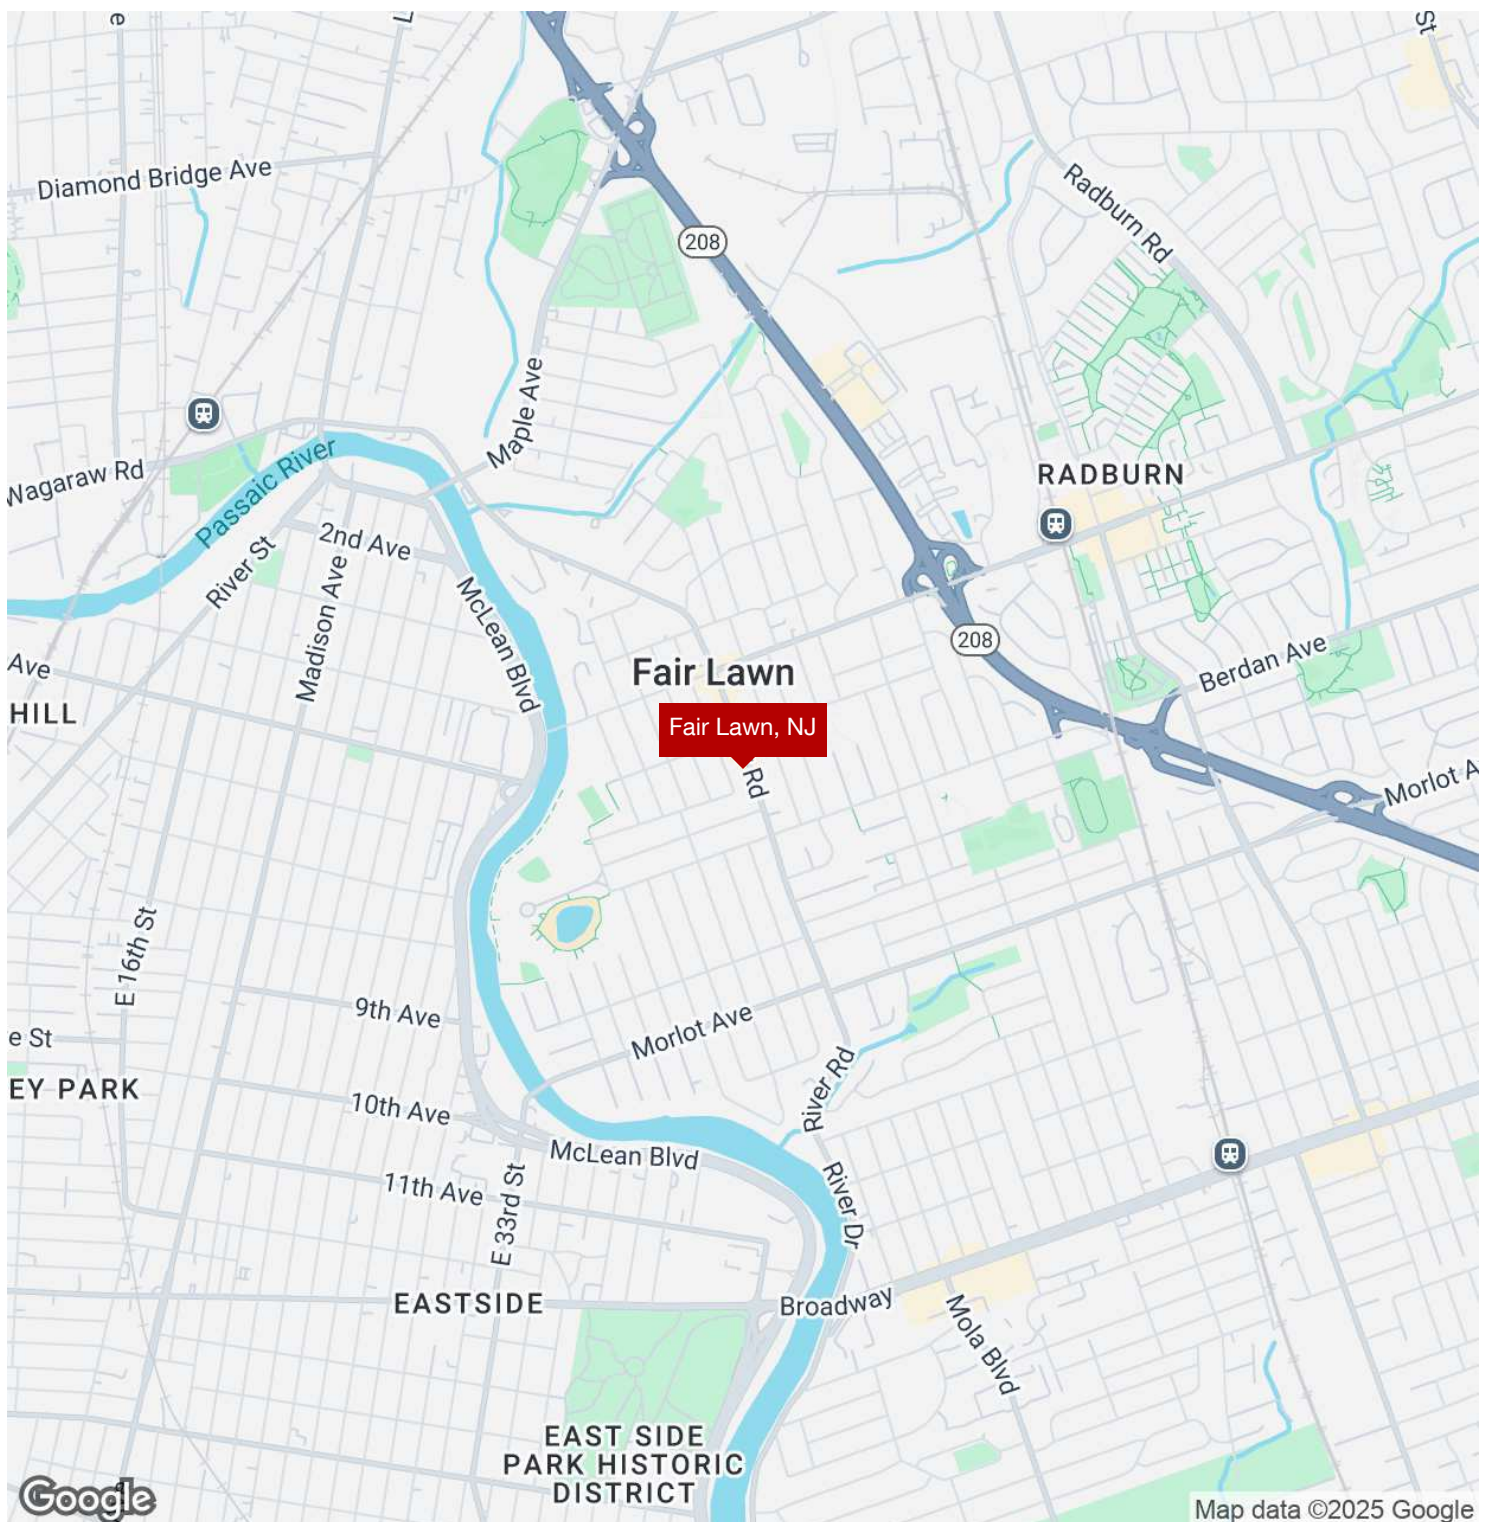 e
L
St
Diamond Bridge Ave
Radburn Rd
208
Maple Ave
Wagaraw Rd
Passaic River
RADBURN
2nd Ave
River St
Madison Ave
McLean Blvd
208
Berdan Ave
Ave
Fair Lawn
HILL
Fair Lawn, NJ
Rd
Morlot A
E 16th St
9th Ave
Morlot Ave
e St
River Rd
EY PARK
10th Ave
McLean Blvd
11th Ave
E 33rd St
River Dr
EASTSIDE
Broadway
Mola Blvd
EAST SIDE
PARK HISTORIC
DISTRICT
Google
Map data ©2025 Google